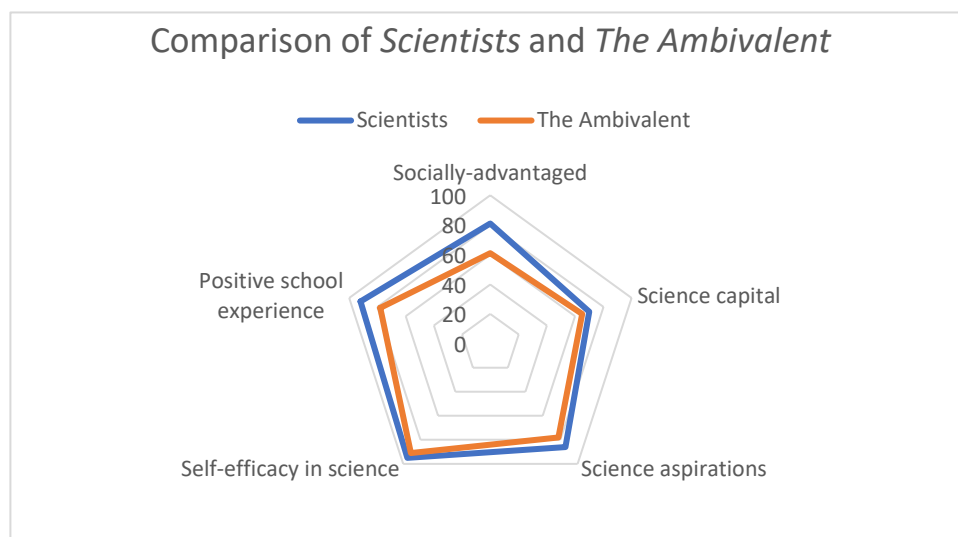 Comparison of Scientists and The Ambivalent
Scientists The Ambivalent
Socially-advantaged
100
80
60
40
20
0
Science capital
Science aspirations
Self-efficacy in science
Positive school
experience